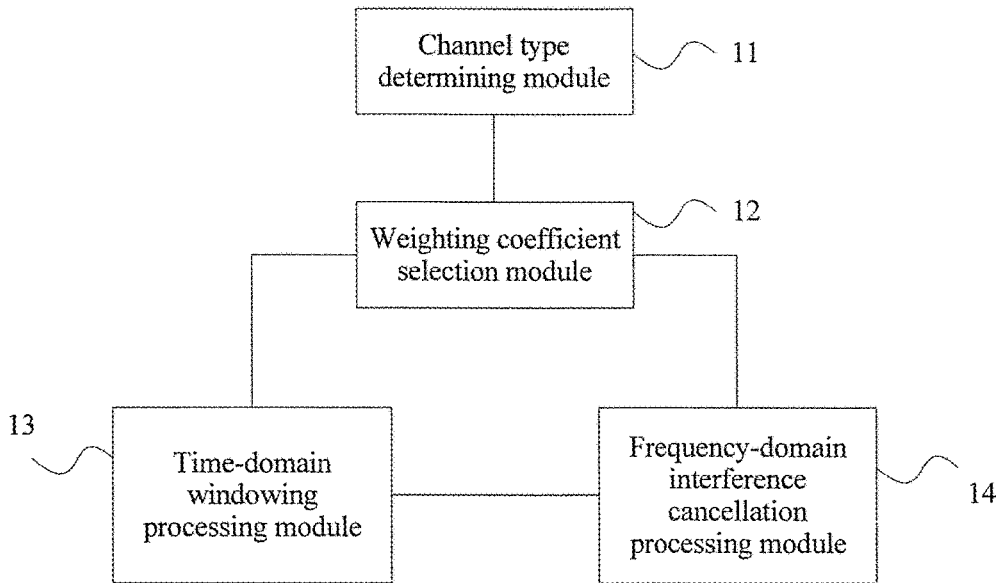 Channel type
determining module
11
Weighting coefficient
selection module
12
13
Time-domain
windowing
processing module
Frequency-domain
interference
cancellation
processing module
14